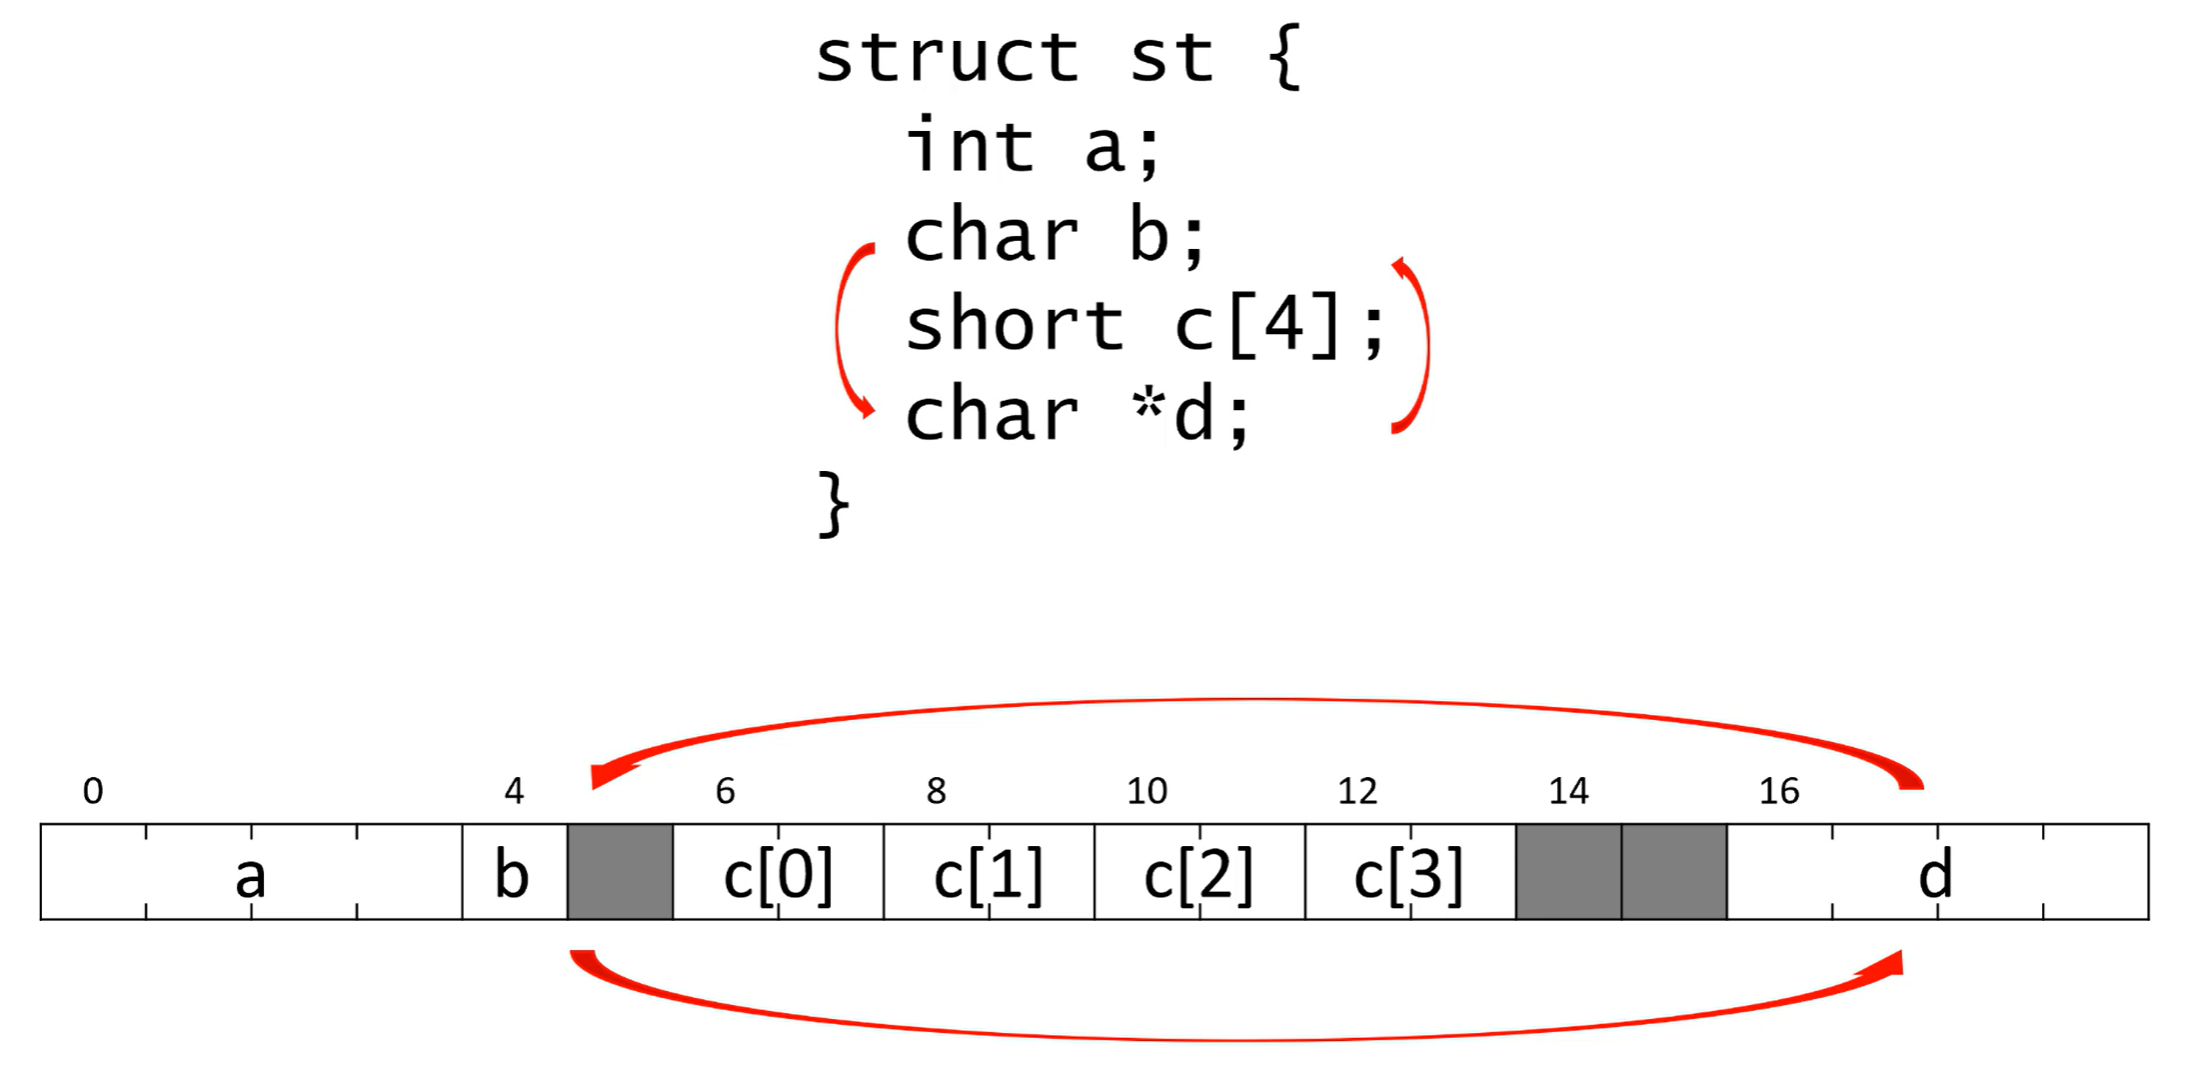 struct st {
int a;
char b;
short c[4];
char *d;
}
0 4 6 8 10 12 14 16
a b c[0] c[1] c[2] c[3] d